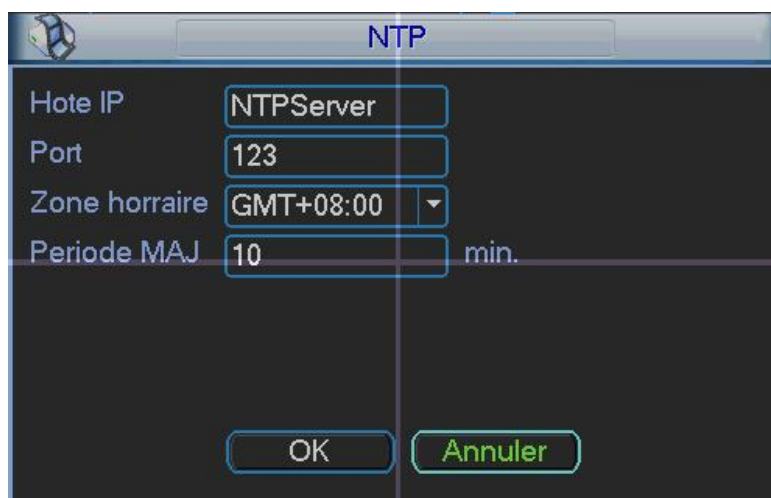 NTP
Hote IP NTPServer
Port 123
Zone horraire GMT+08:00
Periode MAJ 10 min.
OK Annuler